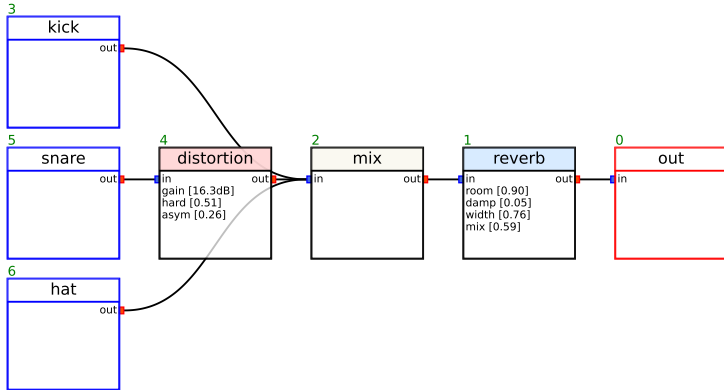 3
kick
out
5
snare
out
4
distortion
in out
gain [16.3dB]
hard [0.51]
asym [0.26]
2
mix
in out
1
reverb
in out
room [0.90]
damp [0.05]
width [0.76]
mix [0.59]
0
out
in
6
hat
out